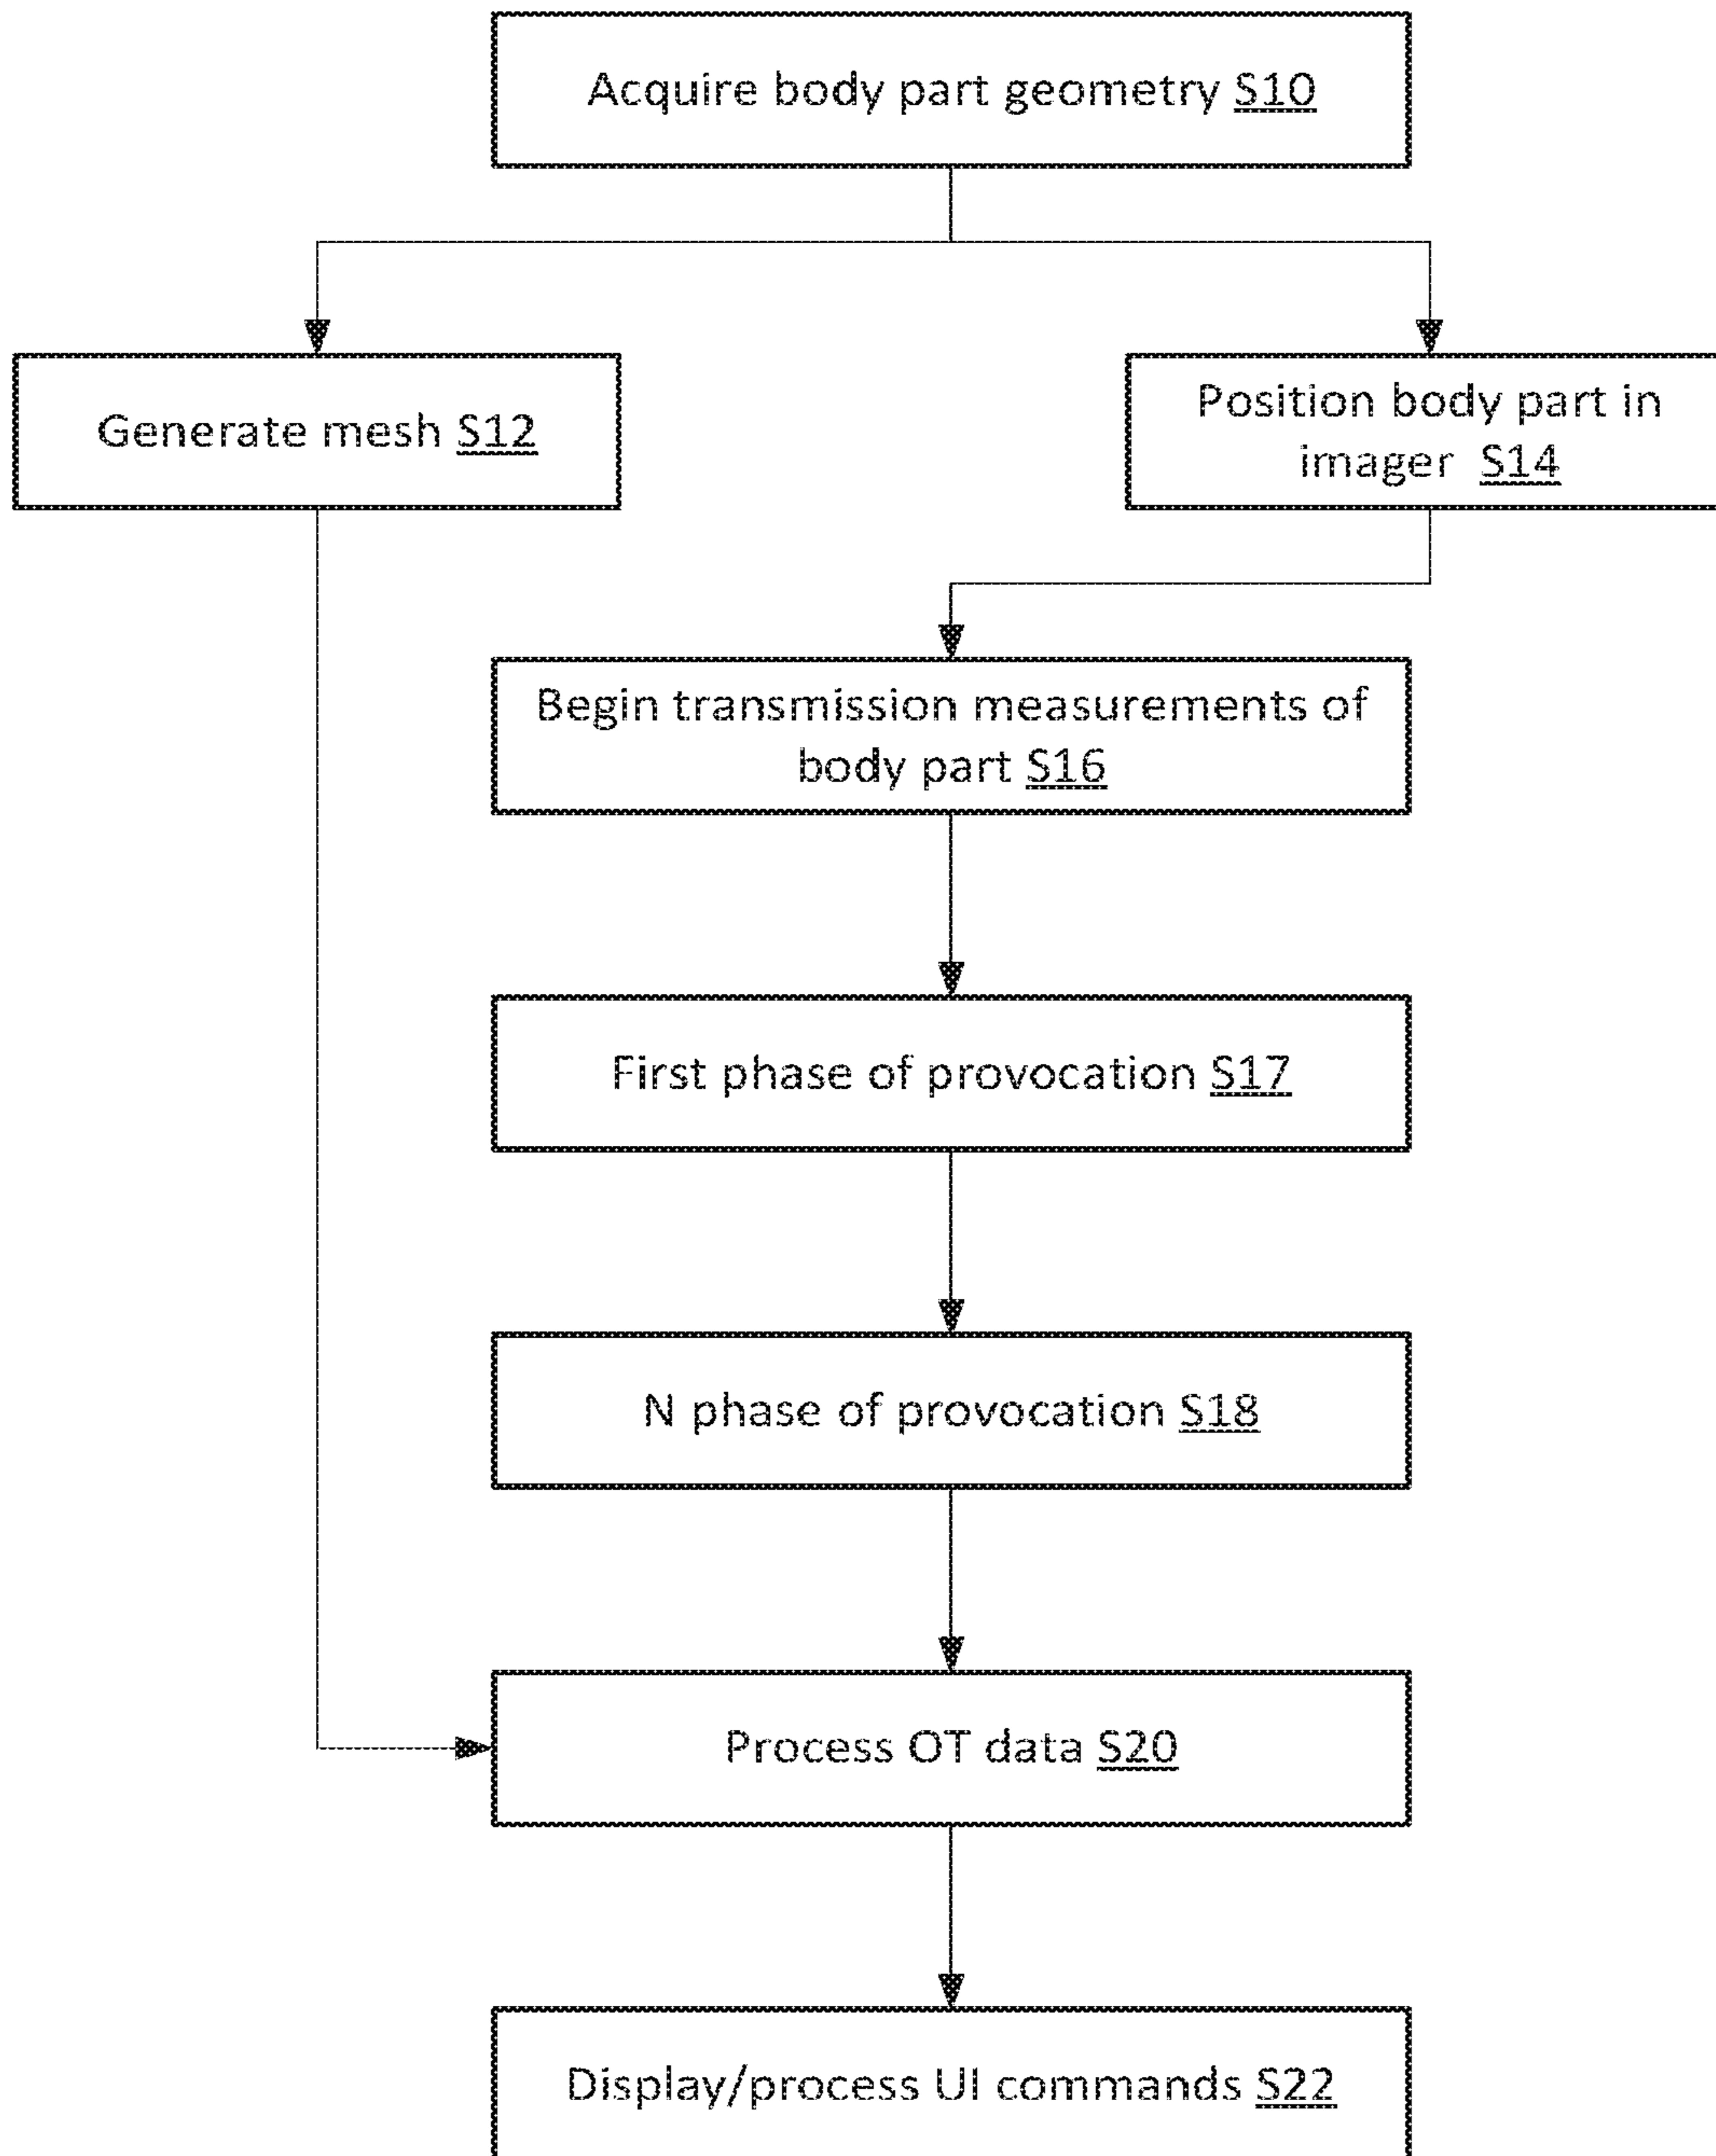 Acquire body part geometry S10
Generate mesh S12
Position body part in
imager S14
Begin transmission measurements of
body part S16
First phase of provocation S17
N phase of provocation S18
Process OT data S20
Display/process UI commands S22